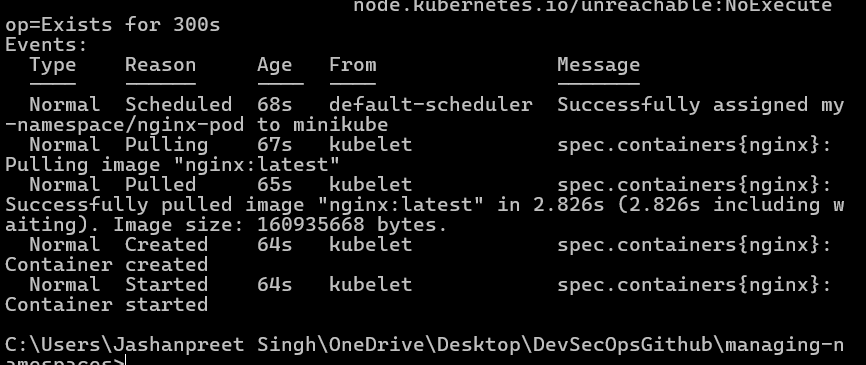 node.kubernetes.io/unreachable:NoExecute
op=Exists for 300s
Events:
  Type    Reason     Age   From               Message
  ----    ------     ----  ----               -------
  Normal  Scheduled  68s   default-scheduler  Successfully assigned my
-namespace/nginx-pod to minikube
  Normal  Pulling    67s   kubelet            spec.containers{nginx}:
Pulling image "nginx:latest"
  Normal  Pulled     65s   kubelet            spec.containers{nginx}:
Successfully pulled image "nginx:latest" in 2.826s (2.826s including w
aiting). Image size: 160935668 bytes.
  Normal  Created    64s   kubelet            spec.containers{nginx}:
Container created
  Normal  Started    64s   kubelet            spec.containers{nginx}:
Container started
C:\Users\Jashanpreet Singh\OneDrive\Desktop\DevSecOpsGithub\managing-n
amespaces>